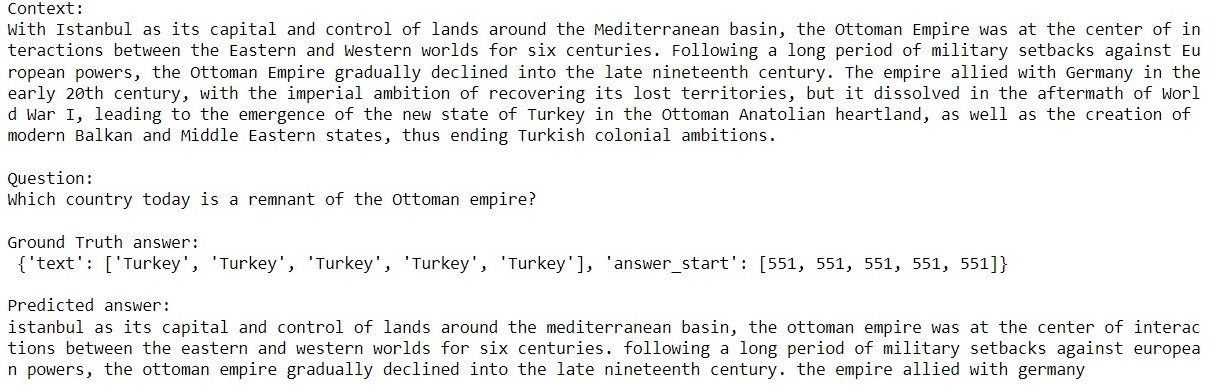 Context:
With Istanbul as its capital and control of lands around the Mediterranean basin, the Ottoman Empire was at the center of in
teractions between the Eastern and Western worlds for six centuries. Following a long period of military setbacks against Eu
ropean powers, the Ottoman Empire gradually declined into the late nineteenth century. The empire allied with Germany in the
early 20th century, with the imperial ambition of recovering its lost territories, but it dissolved in the aftermath of Worl
d War I, leading to the emergence of the new state of Turkey in the Ottoman Anatolian heartland, as well as the creation of
modern Balkan and Middle Eastern states, thus ending Turkish colonial ambitions.
Question:
Which country today is a remnant of the Ottoman empire?
Ground Truth answer:
{'text': ['Turkey', 'Turkey', 'Turkey', 'Turkey', 'Turkey'], 'answer_start': [551, 551, 551, 551, 551]}
Predicted answer:
istanbul as its capital and control of lands around the mediterranean basin, the ottoman empire was at the center of interac
tions between the eastern and western worlds for six centuries. following a long period of military setbacks against europea
n powers, the ottoman empire gradually declined into the late nineteenth century. the empire allied with germany